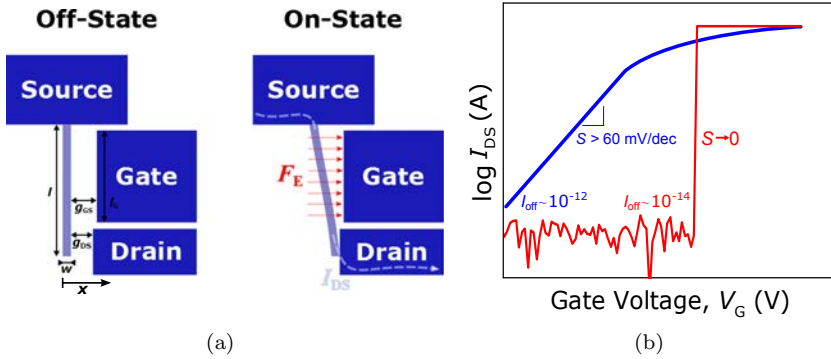 Off-State
On-State
Source
Source
l
Gate
l_G
g_GS
F_E
Gate
g_DS
Drain
Drain
w
x
I_DS
(a)
log I_DS (A)
S > 60 mV/dec
S→0
I_off ~ 10^-12
I_off ~ 10^-14
Gate Voltage, V_G (V)
(b)